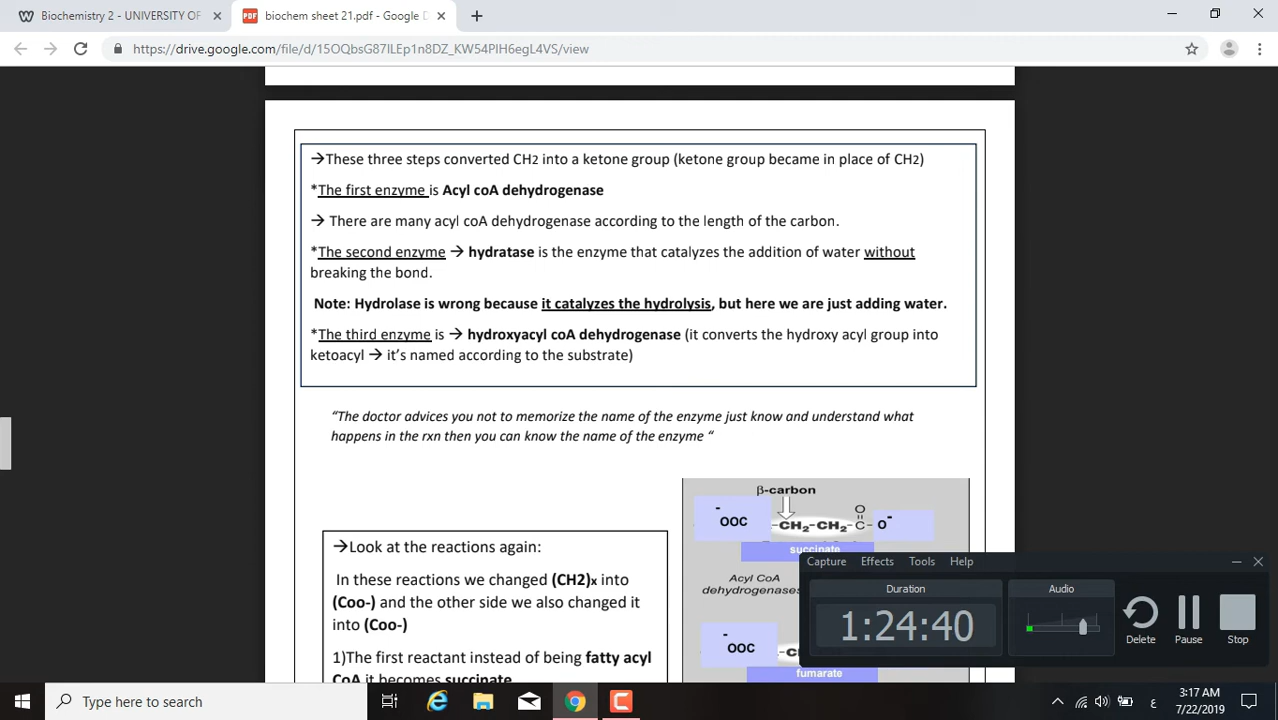 Biochemistry 2 - UNIVERSITY OF
biochem sheet 21.pdf - Google D
https://drive.google.com/file/d/15OQbsG87ILEp1n8DZ_KW54PIH6egL4VS/view
→These three steps converted CH2 into a ketone group (ketone group became in place of CH2)
*The first enzyme is Acyl coA dehydrogenase
→ There are many acyl coA dehydrogenase according to the length of the carbon.
*The second enzyme → hydratase is the enzyme that catalyzes the addition of water without
breaking the bond.
Note: Hydrolase is wrong because it catalyzes the hydrolysis, but here we are just adding water.
*The third enzyme is → hydroxyacyl coA dehydrogenase (it converts the hydroxy acyl group into
ketoacyl → it's named according to the substrate)
“The doctor advices you not to memorize the name of the enzyme just know and understand what
happens in the rxn then you can know the name of the enzyme “
β-carbon
-OOC -CH2-CH2-C- O-
O
succinate
Acyl CoA
dehydrogenases
-OOC
fumarate
→Look at the reactions again:
In these reactions we changed (CH2)x into
(Coo-) and the other side we also changed it
into (Coo-)
1)The first reactant instead of being fatty acyl
CoA it becomes succinate
Capture Effects Tools Help
Duration
Audio
1:24:40
Delete
Pause
Stop
Type here to search
ع
3:17 AM
7/22/2019